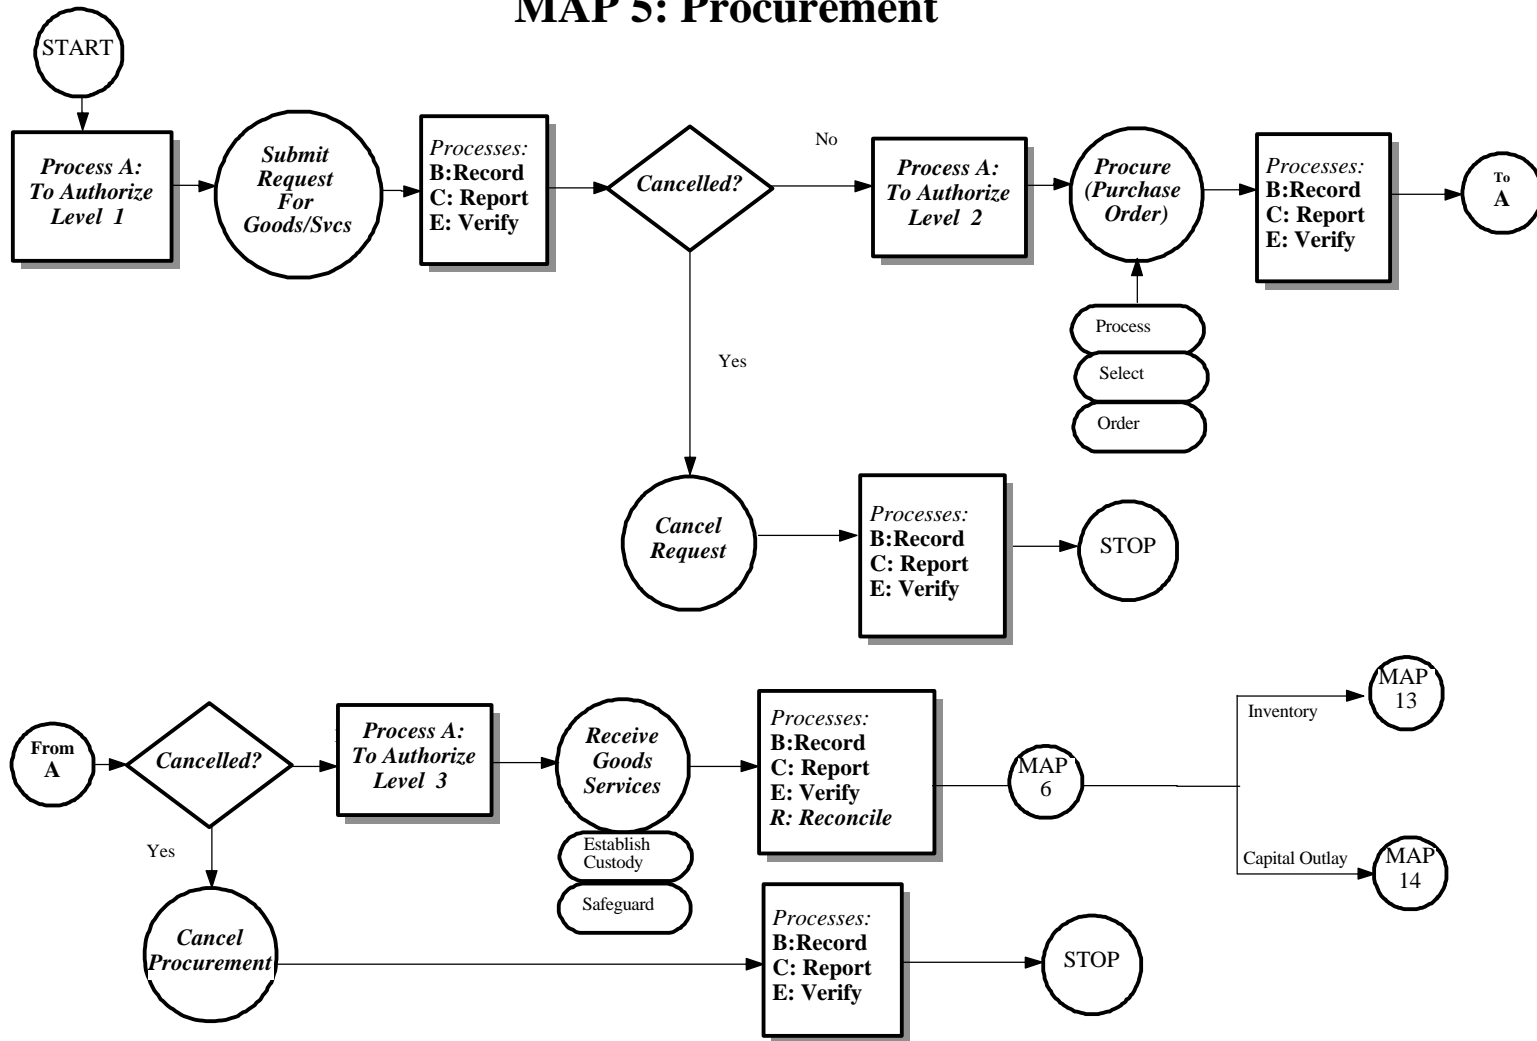 MAP 5: Procurement
START
Process A:
To Authorize
Level 1
Submit
Request
For
Goods/Svcs
Processes:
B:Record
C: Report
E: Verify
Cancelled?
No
Process A:
To Authorize
Level 2
Procure
(Purchase
Order)
Processes:
B:Record
C: Report
E: Verify
To
A
Process
Select
Order
Yes
Cancel
Request
Processes:
B:Record
C: Report
E: Verify
STOP
From
A
Cancelled?
Process A:
To Authorize
Level 3
Receive
Goods
Services
Establish
Custody
Safeguard
Processes:
B:Record
C: Report
E: Verify
R: Reconcile
MAP
6
Inventory
MAP
13
Capital Outlay
MAP
14
Yes
Cancel
Procurement
Processes:
B:Record
C: Report
E: Verify
STOP